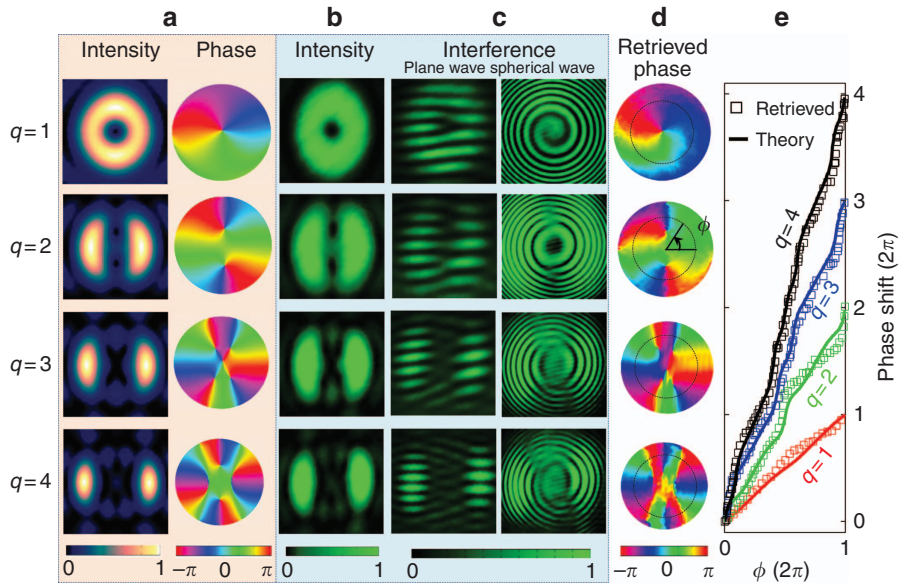 a b c d e
Intensity Phase Intensity Interference Retrieved phase
Plane wave spherical wave
q=1
q=2
q=3
q=4
ϕ
Retrieved
Theory
q=4
q=3
q=2
q=1
4
3
2
1
0
Phase shift (2π)
0 1
ϕ (2π)
0 1
−π 0 π
0 1
0 1
−π 0 π